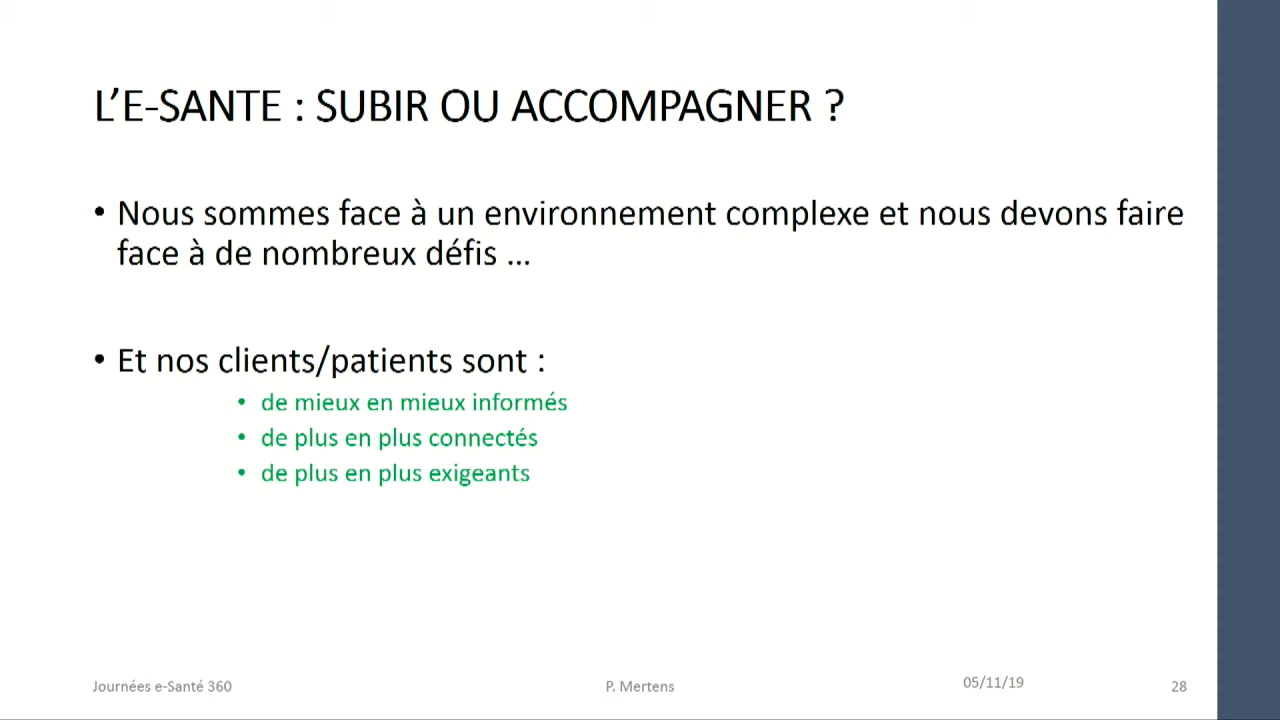 L'E-SANTE : SUBIR OU ACCOMPAGNER ?
• Nous sommes face à un environnement complexe et nous devons faire
face à de nombreux défis ...
• Et nos clients/patients sont :
• de mieux en mieux informés
• de plus en plus connectés
• de plus en plus exigeants
Journées e-Santé 360
P. Mertens
05/11/19
28